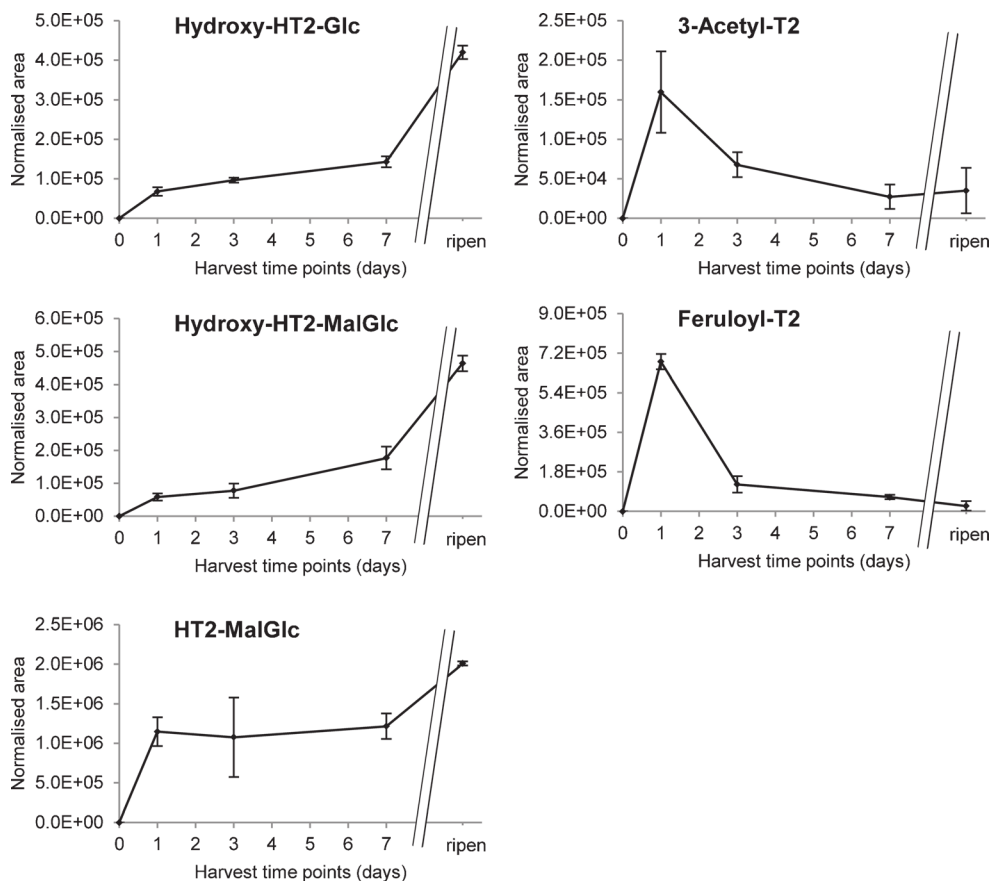 Hydroxy-HT2-Glc
Normalised area
5.0E+05
4.0E+05
3.0E+05
2.0E+05
1.0E+05
0.0E+00
0 1 2 3 4 5 6 7 ripen
Harvest time points (days)
3-Acetyl-T2
Normalised area
2.5E+05
2.0E+05
1.5E+05
1.0E+05
5.0E+04
0.0E+00
0 1 2 3 4 5 6 7 ripen
Harvest time points (days)
Hydroxy-HT2-MalGlc
Normalised area
6.0E+05
5.0E+05
4.0E+05
3.0E+05
2.0E+05
1.0E+05
0.0E+00
0 1 2 3 4 5 6 7 ripen
Harvest time points (days)
Feruloyl-T2
Normalised area
9.0E+05
7.2E+05
5.4E+05
3.6E+05
1.8E+05
0.0E+00
0 1 2 3 4 5 6 7 ripen
Harvest time points (days)
HT2-MalGlc
Normalised area
2.5E+06
2.0E+06
1.5E+06
1.0E+06
5.0E+05
0.0E+00
0 1 2 3 4 5 6 7 ripen
Harvest time points (days)